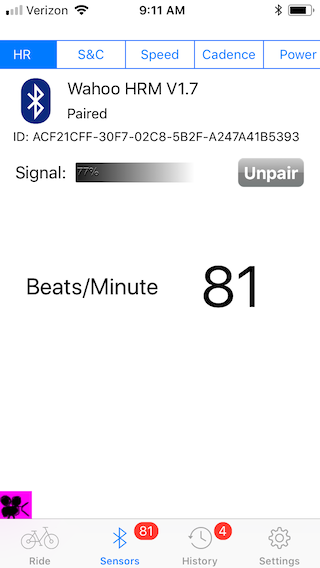 Verizon 9:11 AM
HR S&C Speed Cadence Power
Wahoo HRM V1.7
Paired
ID: ACF21CFF-30F7-02C8-5B2F-A247A41B5393
Signal: 77% Unpair
Beats/Minute 81
81 4
Ride Sensors History Settings